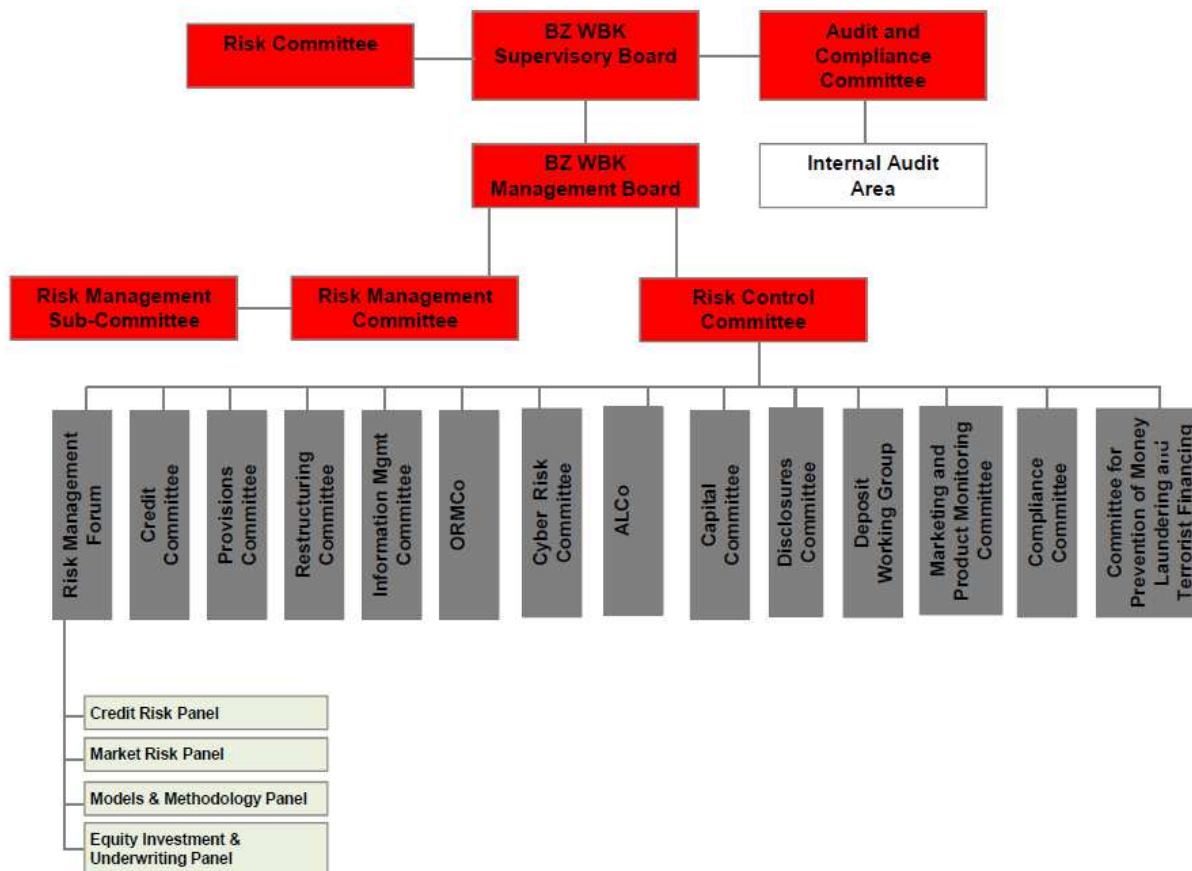 Risk Committee
BZ WBK
Supervisory Board
Audit and
Compliance
Committee
BZ WBK
Management Board
Internal Audit
Area
Risk Management
Sub-Committee
Risk Management
Committee
Risk Control
Committee
Risk Management
Forum
Credit
Committee
Provisions
Committee
Restructuring
Committee
Information Mgmt
Committee
ORMCo
Cyber Risk
Committee
ALCo
Capital
Committee
Disclosures
Committee
Deposit
Working Group
Marketing and
Product Monitoring
Committee
Compliance
Committee
Committee for
Prevention of Money
Laundering and
Terrorist Financing
Credit Risk Panel
Market Risk Panel
Models & Methodology Panel
Equity Investment &
Underwriting Panel